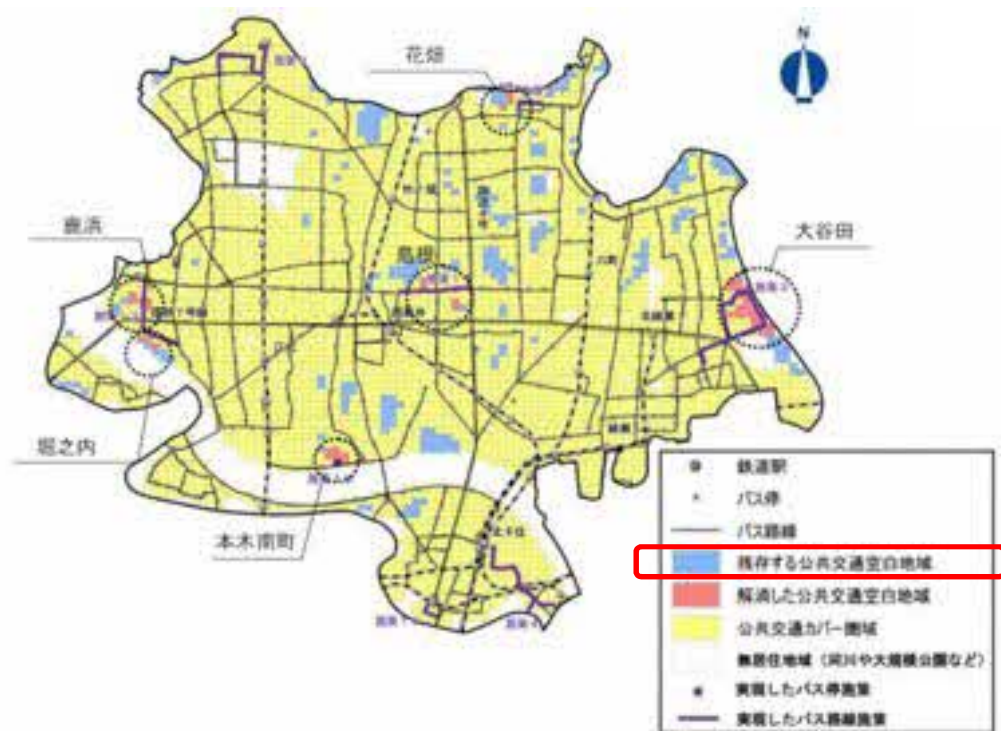 花畑
N
鹿浜
大谷田
島根
堀之内
本木南町
鉄道駅
バス停
バス路線
残存する公共交通空白地域
解消した公共交通空白地域
公共交通カバー圏域
無居住地域（河川や大規模公園など）
実現したバス停施策
実現したバス路線施策